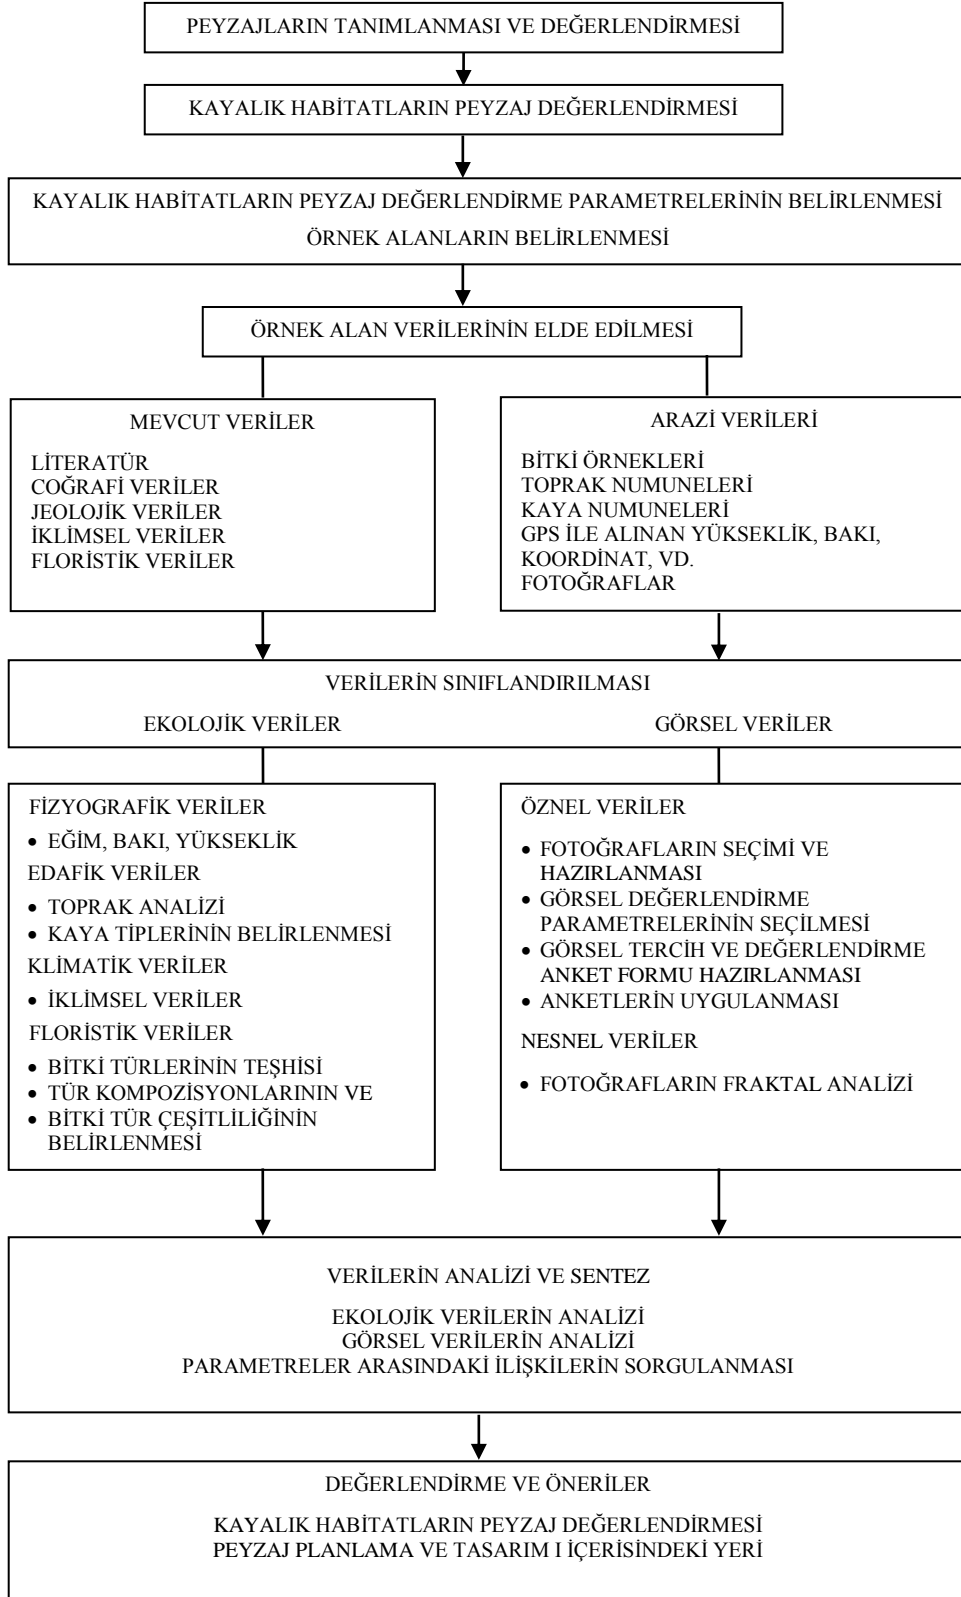 PEYZAJLARIN TANIMLANMASI VE DEĞERLENDİRMESİ
KAYALIK HABİTATLARIN PEYZAJ DEĞERLENDİRMESİ
KAYALIK HABİTATLARIN PEYZAJ DEĞERLENDİRME PARAMETRELERİNİN BELİRLENMESİ
ÖRNEK ALANLARIN BELİRLENMESİ
ÖRNEK ALAN VERİLERİNİN ELDE EDİLMESİ
MEVCUT VERİLER
LİTERATÜR
COĞRAFİ VERİLER
JEOLOJİK VERİLER
İKLİMSEL VERİLER
FLORİSTİK VERİLER
ARAZİ VERİLERİ
BİTKİ ÖRNEKLERİ
TOPRAK NUMUNELERİ
KAYA NUMUNELERİ
GPS İLE ALINAN YÜKSEKLİK, BAKI,
KOORDİNAT, VD.
FOTOĞRAFLAR
VERİLERİN SINIFLANDIRILMASI
EKOLOJİK VERİLER
GÖRSEL VERİLER
FİZYOGRAFİK VERİLER
• EĞİM, BAKI, YÜKSEKLİK
EDAFİK VERİLER
• TOPRAK ANALİZİ
• KAYA TİPLERİNİN BELİRLENMESİ
KLİMATİK VERİLER
• İKLİMSEL VERİLER
FLORİSTİK VERİLER
• BİTKİ TÜRLERİNİN TEŞHİSİ
• TÜR KOMPOZİSYONLARININ VE
• BİTKİ TÜR ÇEŞİTLİLİĞİNİN
BELİRLENMESİ
ÖZNEL VERİLER
• FOTOĞRAFLARIN SEÇİMİ VE
HAZIRLANMASI
• GÖRSEL DEĞERLENDİRME
PARAMETRELERİNİN SEÇİLMESİ
• GÖRSEL TERCİH VE DEĞERLENDİRME
ANKET FORMU HAZIRLANMASI
• ANKETLERİN UYGULANMASI
NESNEL VERİLER
• FOTOĞRAFLARIN FRAKTAL ANALİZİ
VERİLERİN ANALİZİ VE SENTEZ
EKOLOJİK VERİLERİN ANALİZİ
GÖRSEL VERİLERİN ANALİZİ
PARAMETRELER ARASINDAKİ İLİŞKİLERİN SORGULANMASI
DEĞERLENDİRME VE ÖNERİLER
KAYALIK HABİTATLARIN PEYZAJ DEĞERLENDİRMESİ
PEYZAJ PLANLAMA VE TASARIM I İÇERİSİNDEKİ YERİ